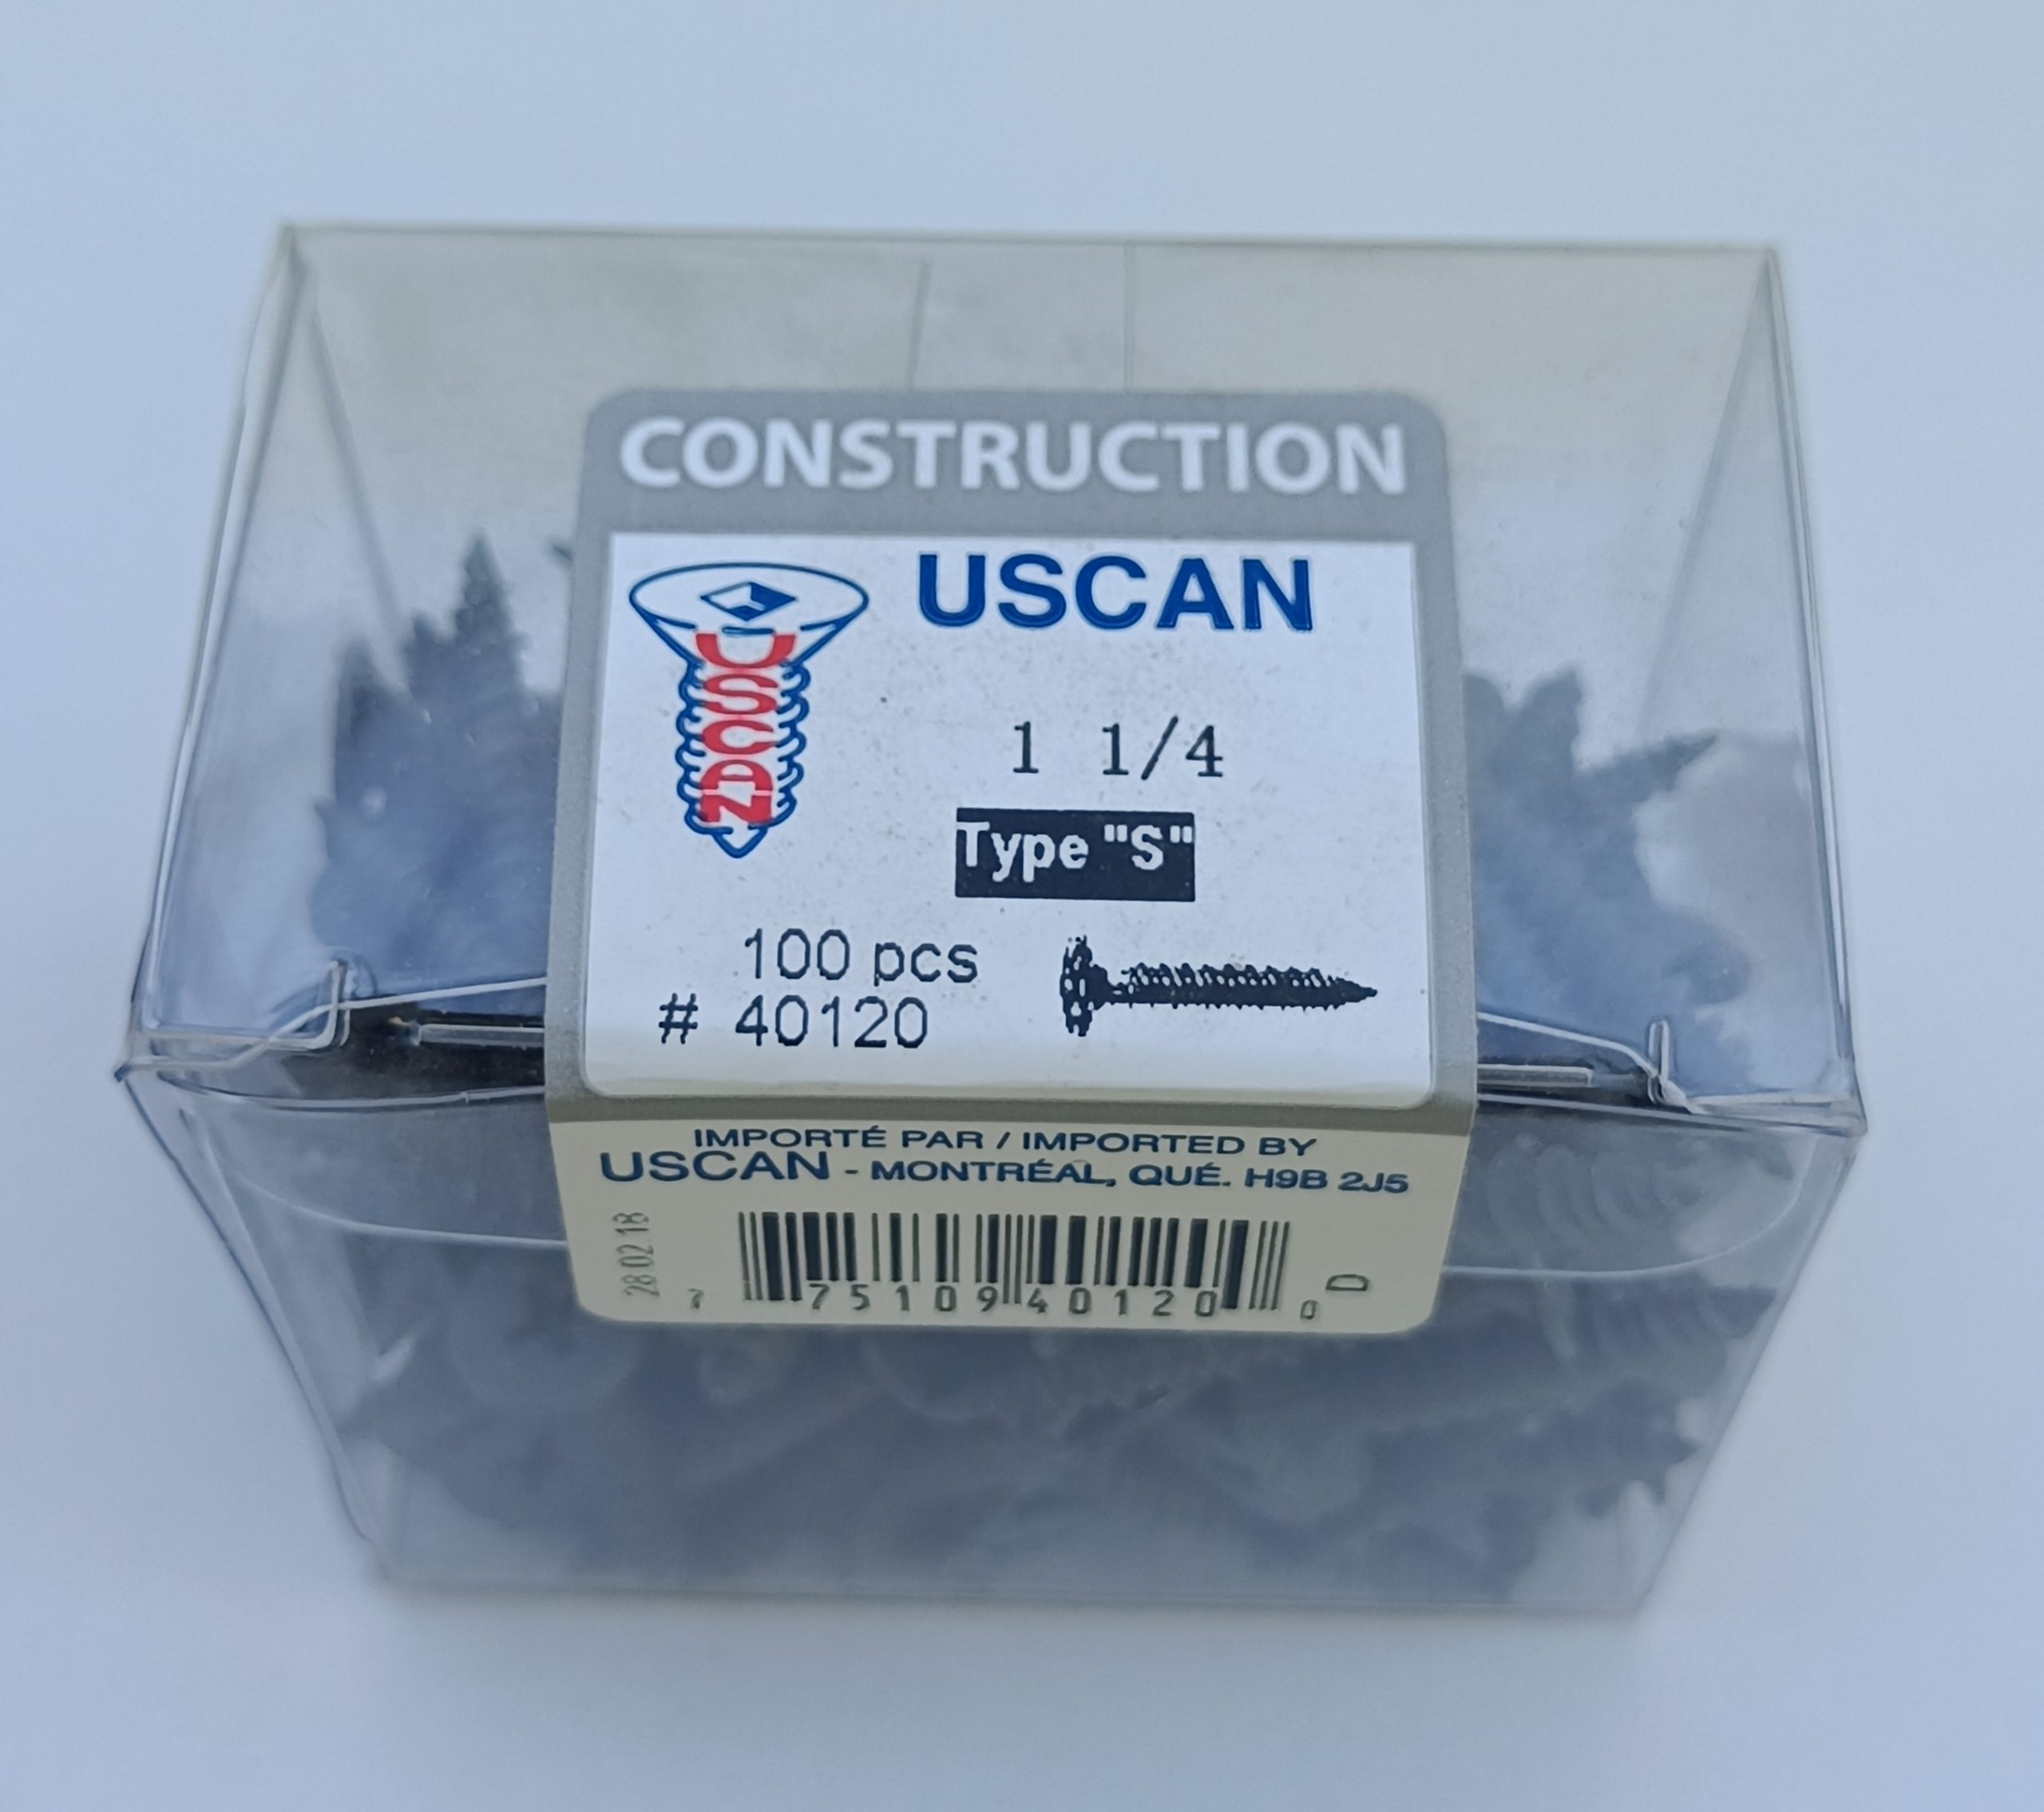 CONSTRUCTION
USCAN
USCAN
1 1/4
Type "S"
100 pcs
# 40120
IMPORTÉ PAR / IMPORTED BY
USCAN - MONTRÉAL, QUÉ. H9B 2J5
28 02 18
7 75109 40120 0
D